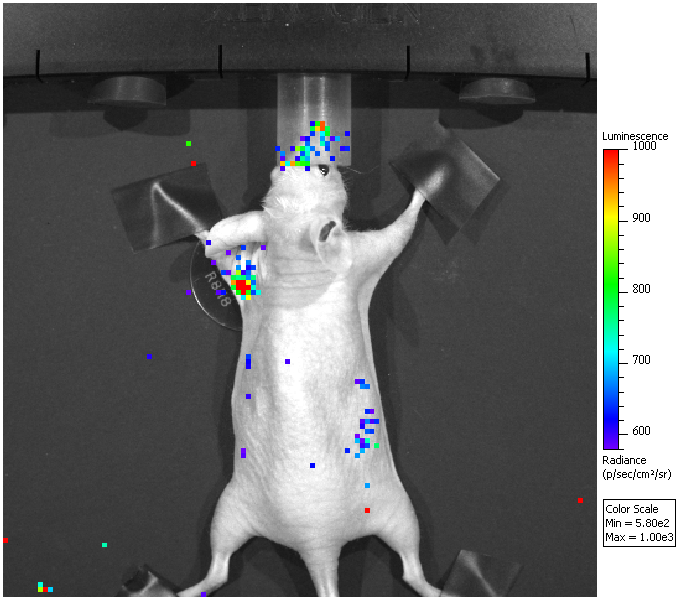 Luminescence
1000
900
800
700
600
Radiance
(p/sec/cm²/sr)
Color Scale
Min = 5.80e2
Max = 1.00e3